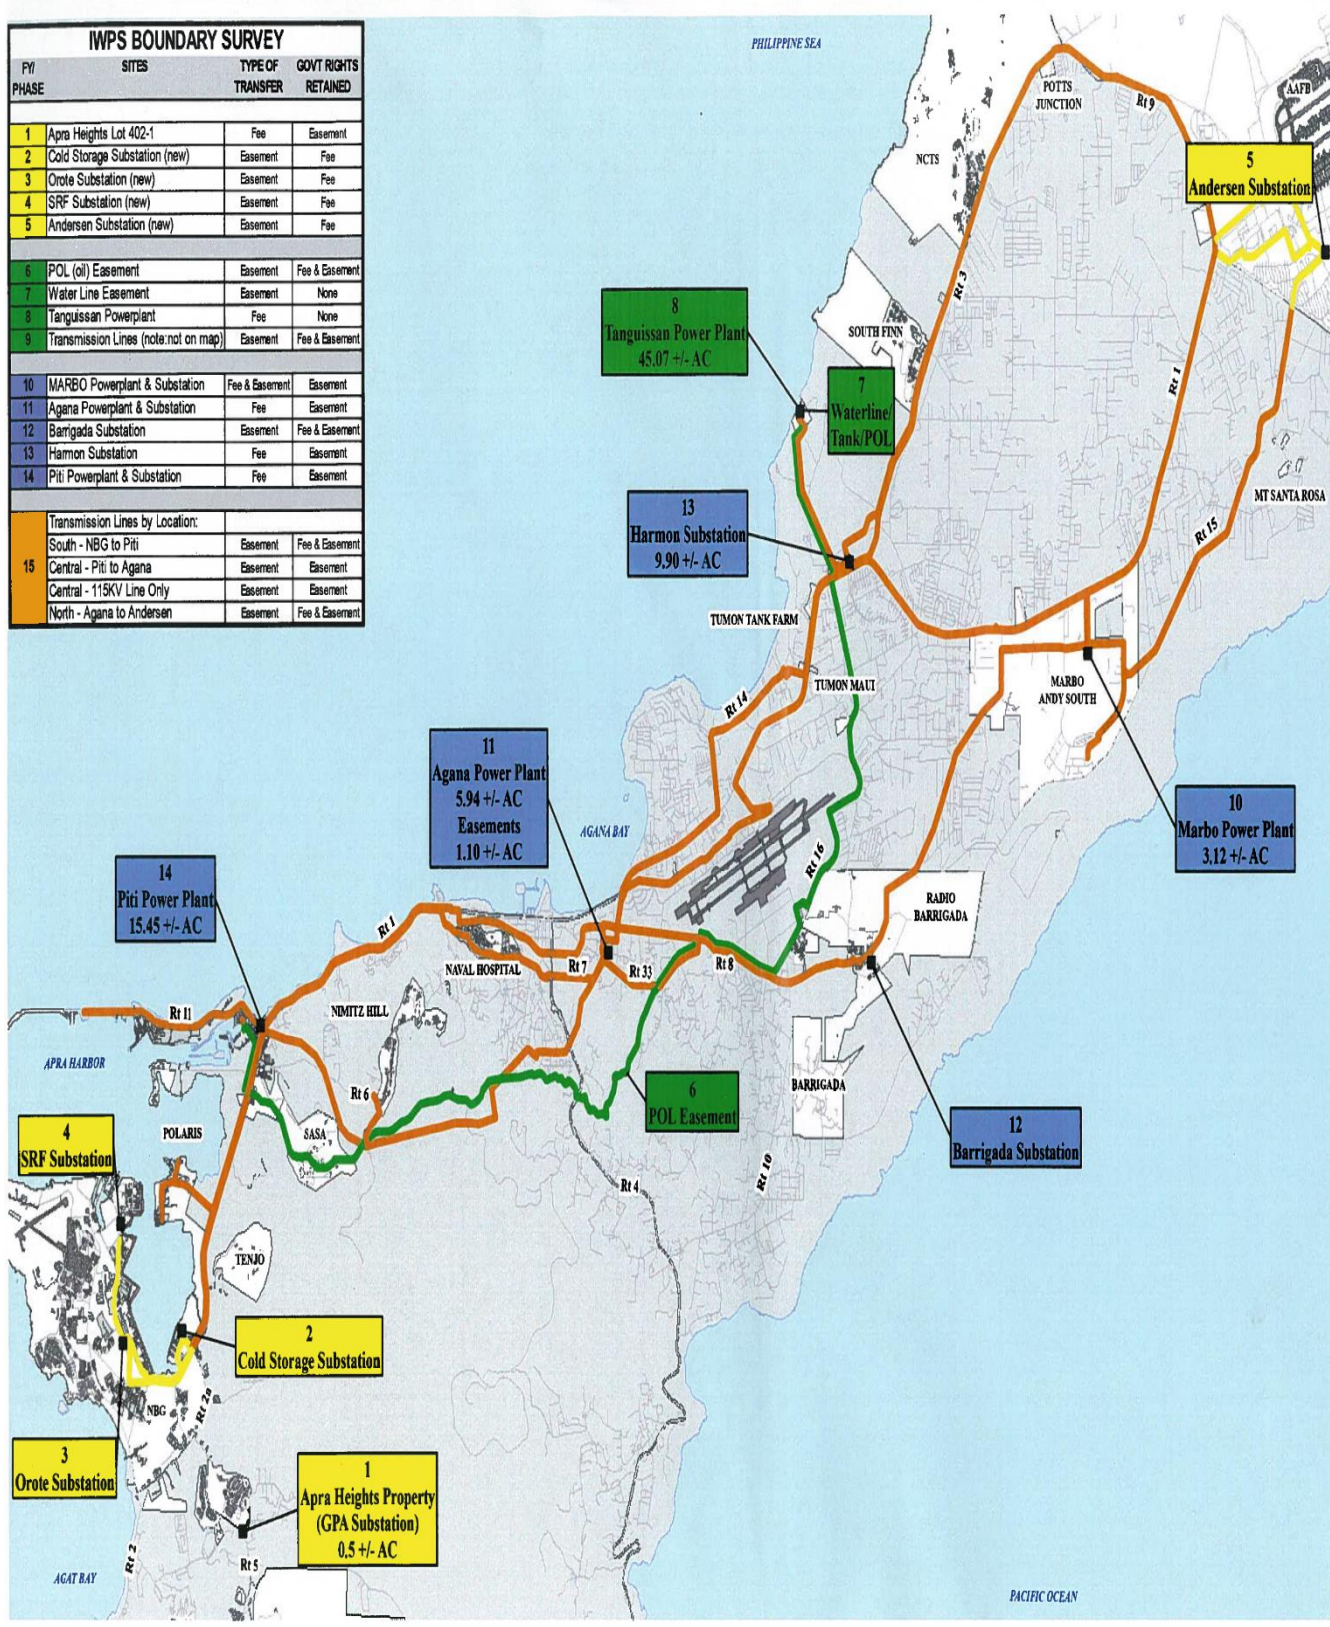 IWPS BOUNDARY SURVEY
FY/ PHASE SITES TYPE OF TRANSFER GOVT RIGHTS RETAINED
1 Apra Heights Lot 402-1 Fee Easement
2 Cold Storage Substation (new) Easement Fee
3 Orote Substation (new) Easement Fee
4 SRF Substation (new) Easement Fee
5 Andersen Substation (new) Easement Fee
6 POL (oil) Easement Easement Fee & Easement
7 Water Line Easement Easement None
8 Tanguissan Powerplant Fee None
9 Transmission Lines (note:not on map) Easement Fee & Easement
10 MARBO Powerplant & Substation Fee & Easement Easement
11 Agana Powerplant & Substation Fee Easement
12 Barrigada Substation Easement Fee & Easement
13 Harmon Substation Fee Easement
14 Piti Powerplant & Substation Fee Easement
15 Transmission Lines by Location:
South - NBG to Piti Easement Fee & Easement
Central - Piti to Agana Easement Easement
Central - 115KV Line Only Easement Easement
North - Agana to Andersen Easement Fee & Easement
PHILIPPINE SEA
POTTS
JUNCTION
Rt 9
AAFB
NCTS
5
Andersen Substation
Rt 3
8
Tanguissan Power Plant
45.07 +/- AC
SOUTH FINN
7
Waterline/
Tank/POL
Rt 1
MT SANTA ROSA
Rt 15
13
Harmon Substation
9.90 +/- AC
TUMON TANK FARM
TUMON MAUI
MARBO
ANDY SOUTH
Rt 14
11
Agana Power Plant
5.94 +/- AC
Easements
1.10 +/- AC
AGANA BAY
10
Marbo Power Plant
3.12 +/- AC
Rt 16
14
Piti Power Plant
15.45 +/- AC
RADIO
BARRIGADA
Rt 1
NAVAL HOSPITAL
Rt 7
Rt 33
Rt 8
Rt 11
NIMITZ HILL
APRA HARBOR
Rt 6
BARRIGADA
6
POL Easement
12
Barrigada Substation
POLARIS
SASA
4
SRF Substation
Rt 4
Rt 10
TENJO
2
Cold Storage Substation
NBG
Rt 2a
3
Orote Substation
1
Apra Heights Property
(GPA Substation)
0.5 +/- AC
Rt 2
Rt 5
AGAT BAY
PACIFIC OCEAN